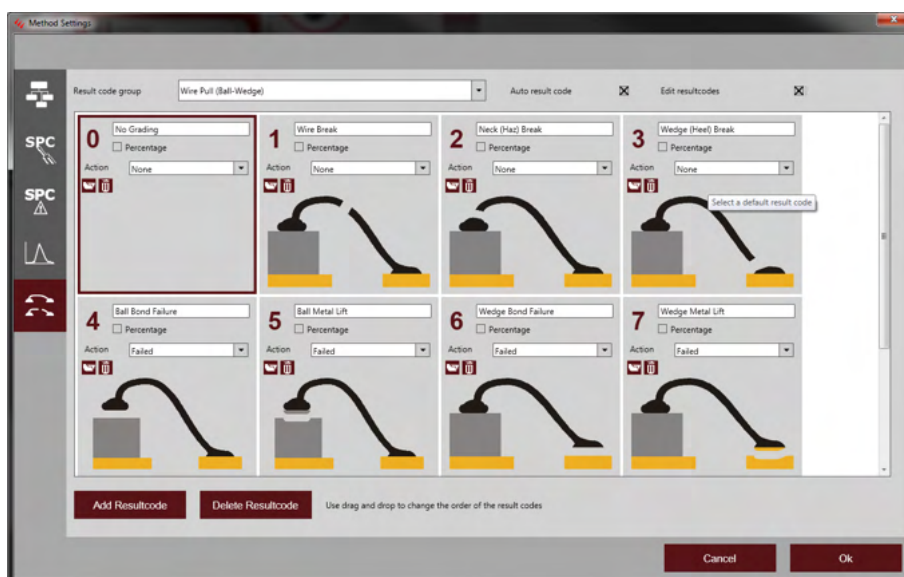 Method Settings
Result code group Wire Pull (Ball-Wedge) Auto result code Edit resultcodes
0 No Grading
Percentage
Action None
1 Wire Break
Percentage
Action None
2 Neck (Haz) Break
Percentage
Action None
3 Wedge (Heel) Break
Percentage
Action None
Select a default result code
SPC
SPC
4 Ball Bond Failure
Percentage
Action Failed
5 Ball Metal Lift
Percentage
Action Failed
6 Wedge Bond Failure
Percentage
Action Failed
7 Wedge Metal Lift
Percentage
Action Failed
Add Resultcode Delete Resultcode Use drag and drop to change the order of the result codes
Cancel Ok